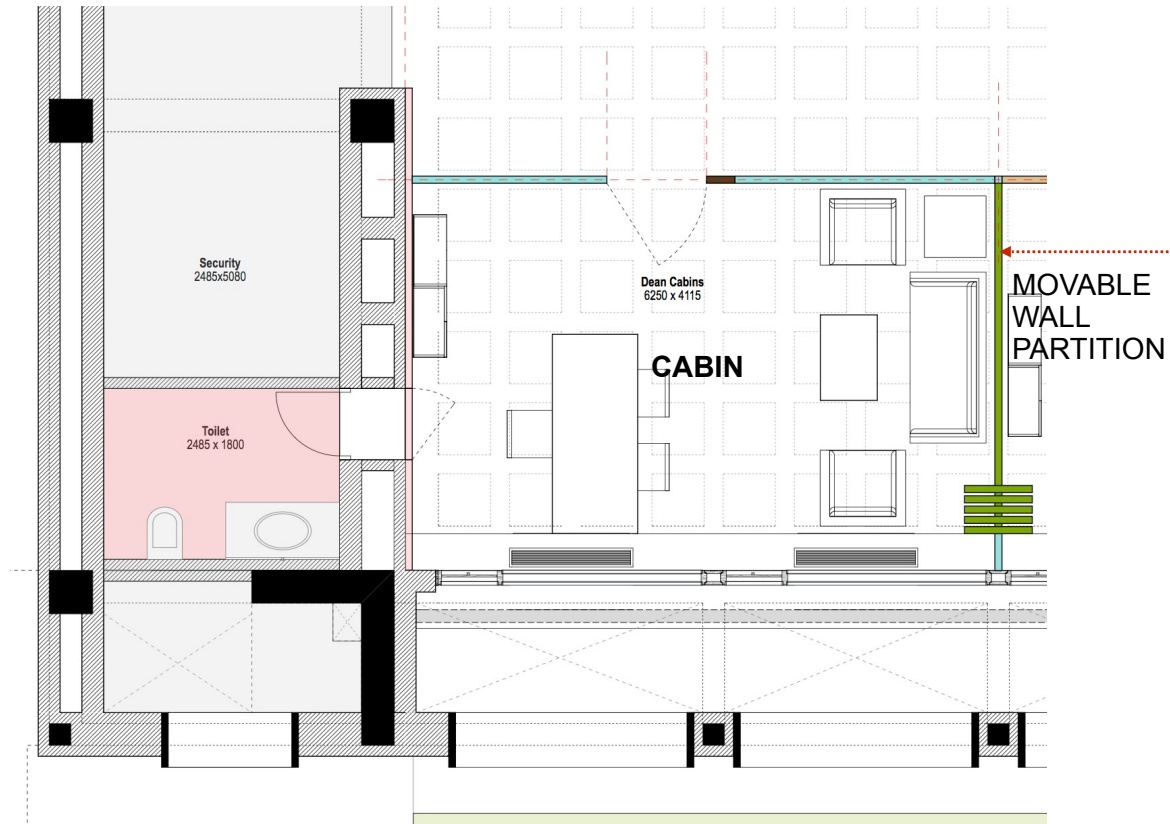 Security
2485x5080
Dean Cabins
6250 x 4115
MOVABLE
WALL
PARTITION
CABIN
Toilet
2485 x 1800